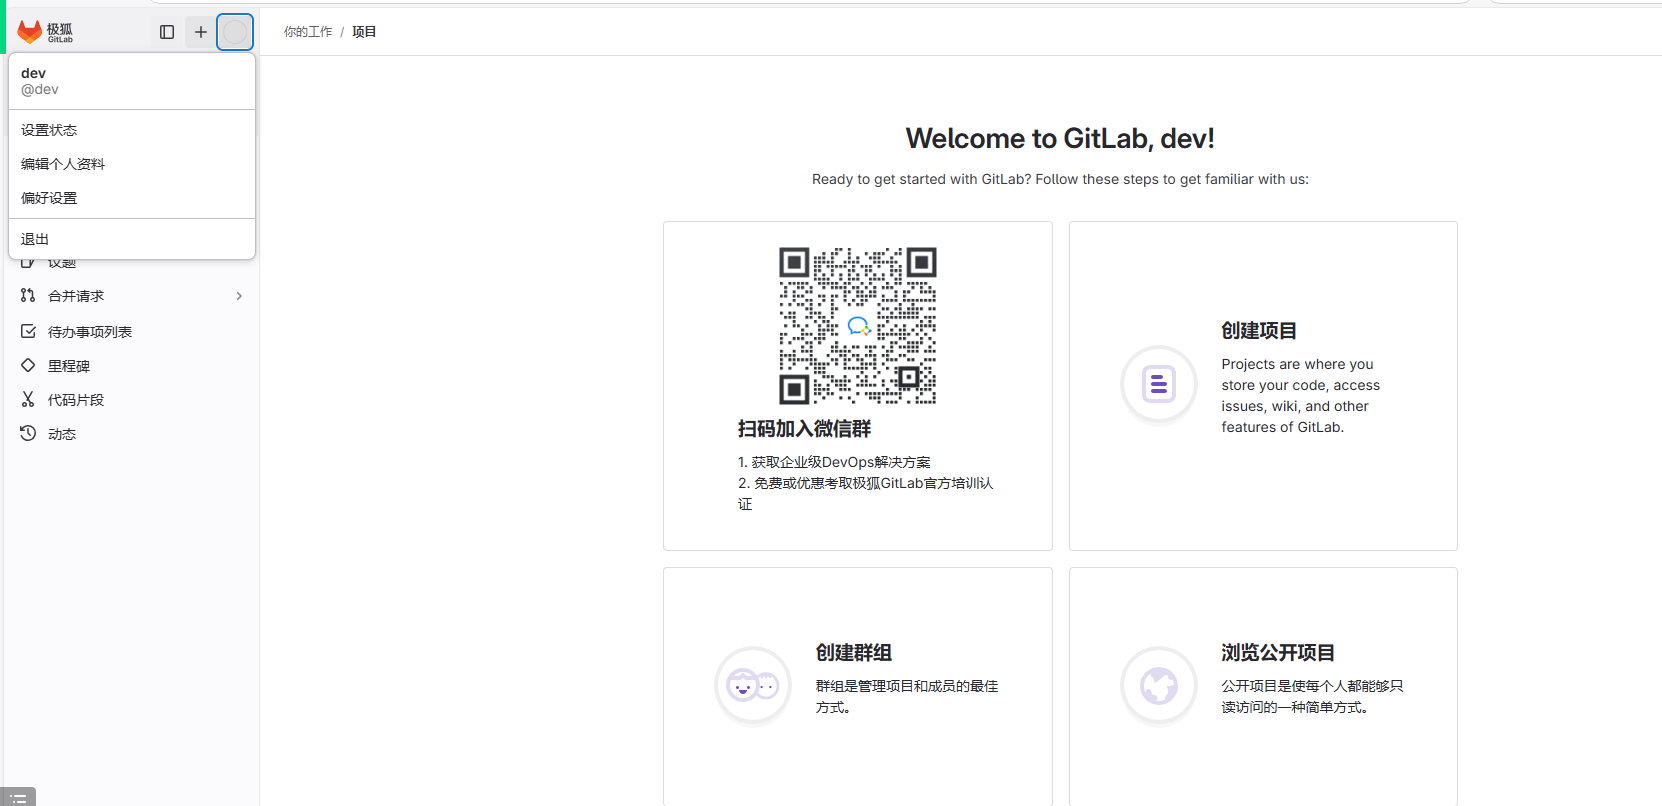 极狐
GitLab
你的工作 / 项目
dev
@dev
设置状态
编辑个人资料
偏好设置
退出
议题
合并请求
待办事项列表
里程碑
代码片段
动态
Welcome to GitLab, dev!
Ready to get started with GitLab? Follow these steps to get familiar with us:
扫码加入微信群
1. 获取企业级DevOps解决方案
2. 免费或优惠考取极狐GitLab官方培训认
证
创建项目
Projects are where you
store your code, access
issues, wiki, and other
features of GitLab.
创建群组
群组是管理项目和成员的最佳
方式。
浏览公开项目
公开项目是使每个人都能够只
读访问的一种简单方式。